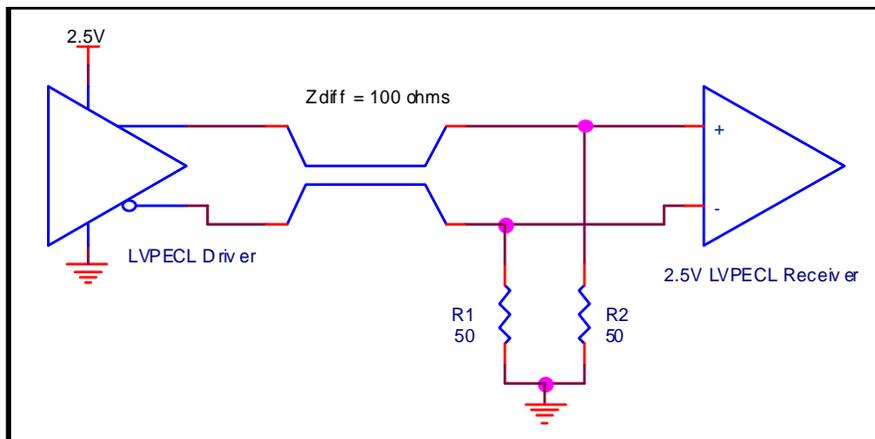 2.5V
Zdiff = 100 ohms
+
-
LVPECL Driver
2.5V LVPECL Receiver
R1
50
R2
50